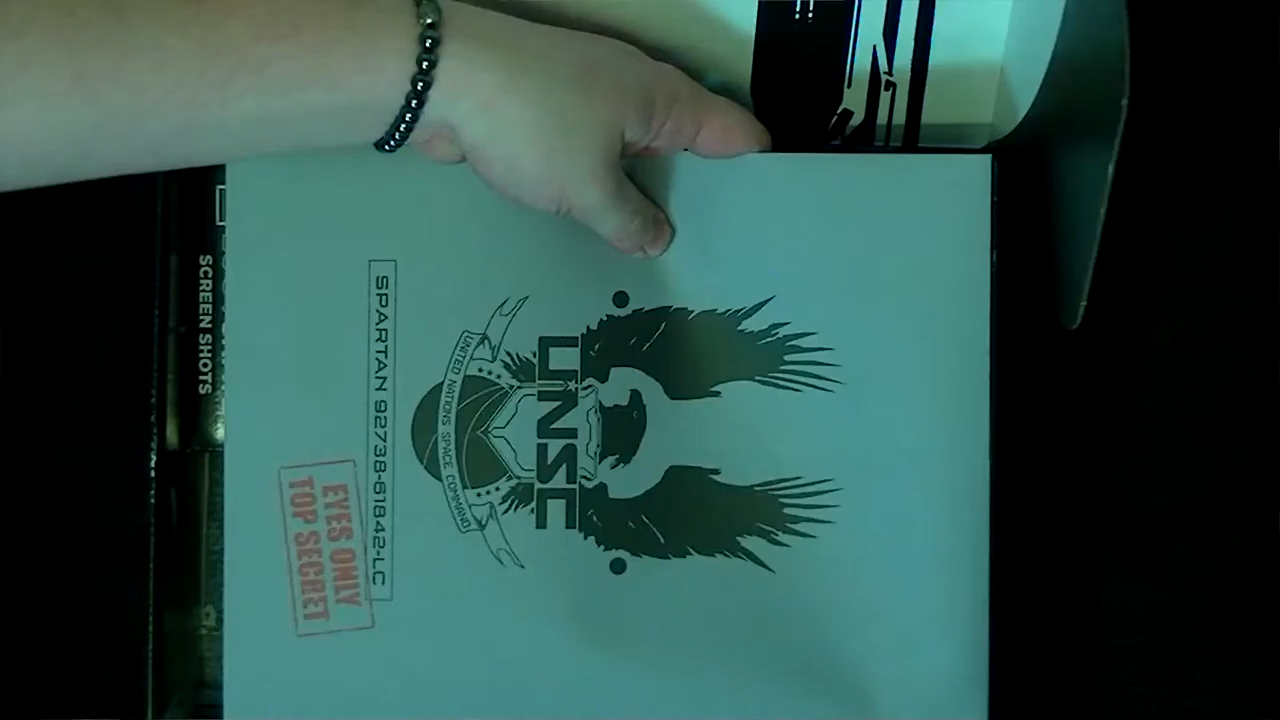 UNSC
UNITED NATIONS SPACE COMMAND
SPARTAN 92738-61842-LC
EYES ONLY
TOP SECRET
SCREEN SHOTS